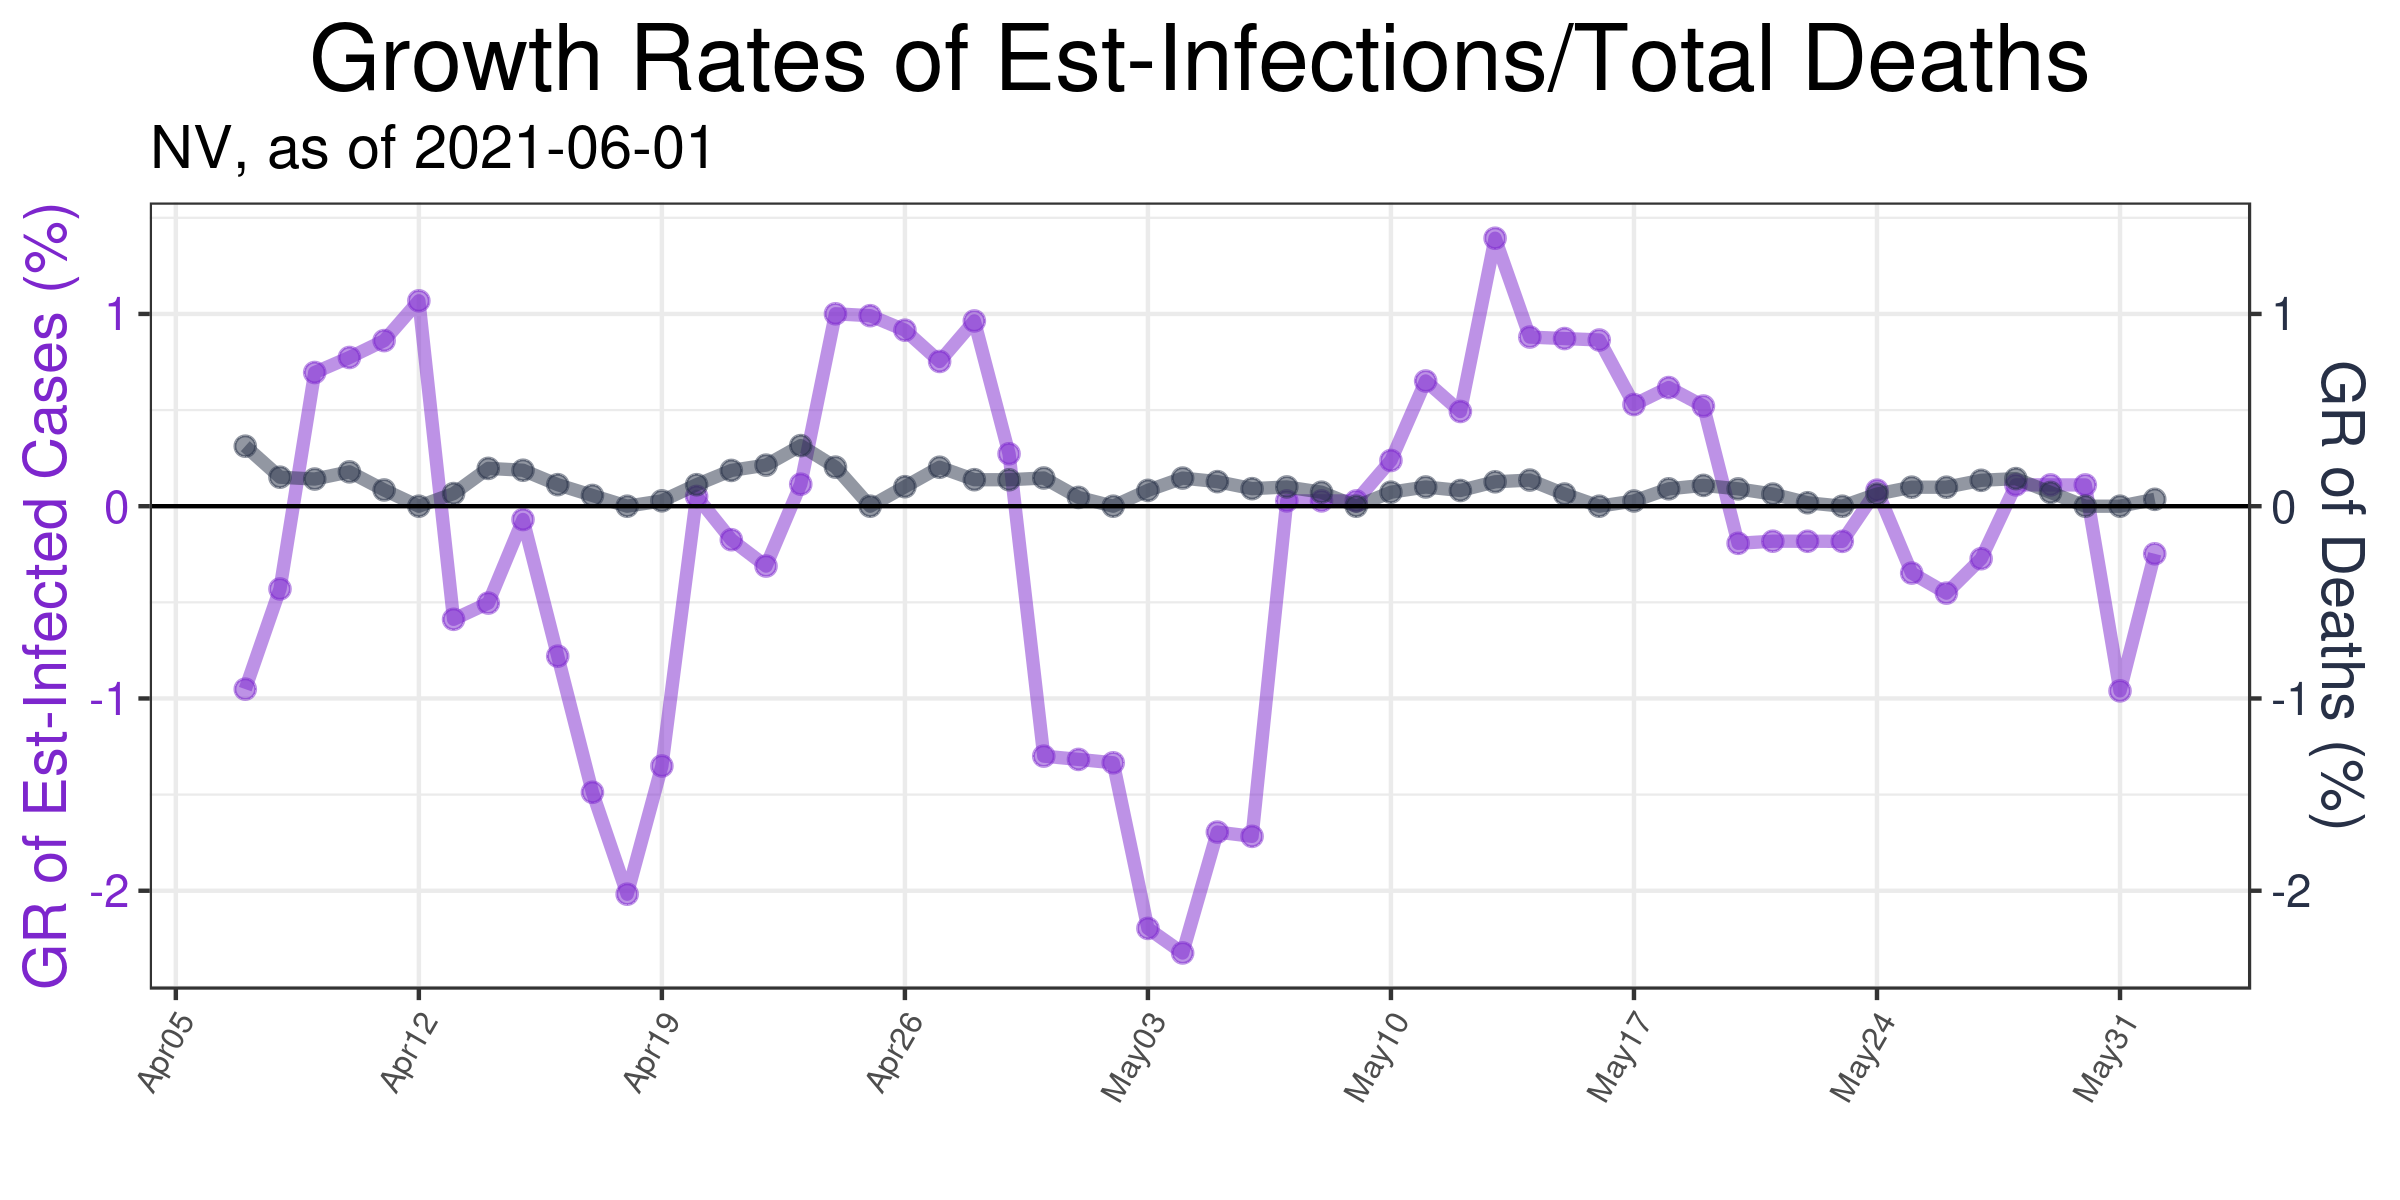 Growth Rates of Est-Infections/Total Deaths
NV, as of 2021-06-01
GR of Est-Infected Cases (%)
1
0
-1
-2
1
0
-1
-2
GR of Deaths (%)
Apr05
Apr12
Apr19
Apr26
May03
May10
May17
May24
May31